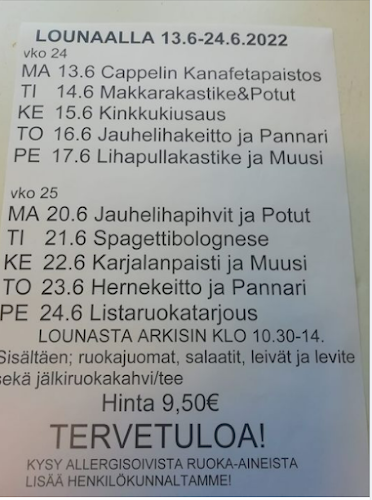 LOUNAALLA 13.6-24.6.2022
vko 24
MA 13.6 Cappelin Kanafetapaistos
TI 14.6 Makkarakastike&Potut
KE 15.6 Kinkkukiusaus
TO 16.6 Jauhelihakeitto ja Pannari
PE 17.6 Lihapullakastike ja Muusi
vko 25
MA 20.6 Jauhelihapihvit ja Potut
TI 21.6 Spagettibolognese
KE 22.6 Karjalanpaisti ja Muusi
TO 23.6 Hernekeitto ja Pannari
PE 24.6 Listaruokatarjous
LOUNASTA ARKISIN KLO 10.30-14.
Sisältäen; ruokajuomat, salaatit, leivät ja levite
sekä jälkiruokakahvi/tee
Hinta 9,50€
TERVETULOA!
KYSY ALLERGISOIVISTA RUOKA-AINEISTA
LISÄÄ HENKILÖKUNNALTAMME!